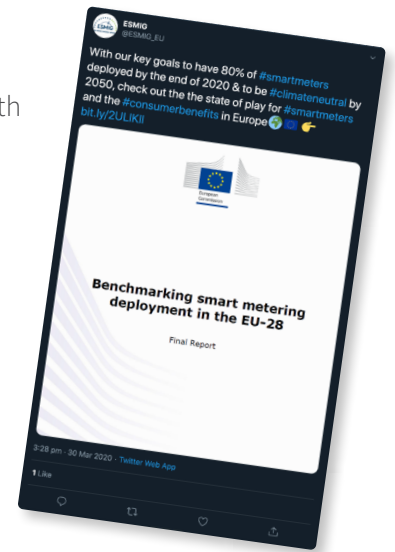 th
ESMIG
@ESMIG_EU
With our key goals to have 80% of #smartmeters
deployed by the end of 2020 & to be #climateneutral by
2050, check out the the state of play for #smartmeters
and the #consumerbenefits in Europe🌍 🇪🇺 👉
bit.ly/2ULIKII
European
Commission
Benchmarking smart metering
deployment in the EU-28
Final Report
3:28 pm · 30 Mar 2020 · Twitter Web App
1 Like